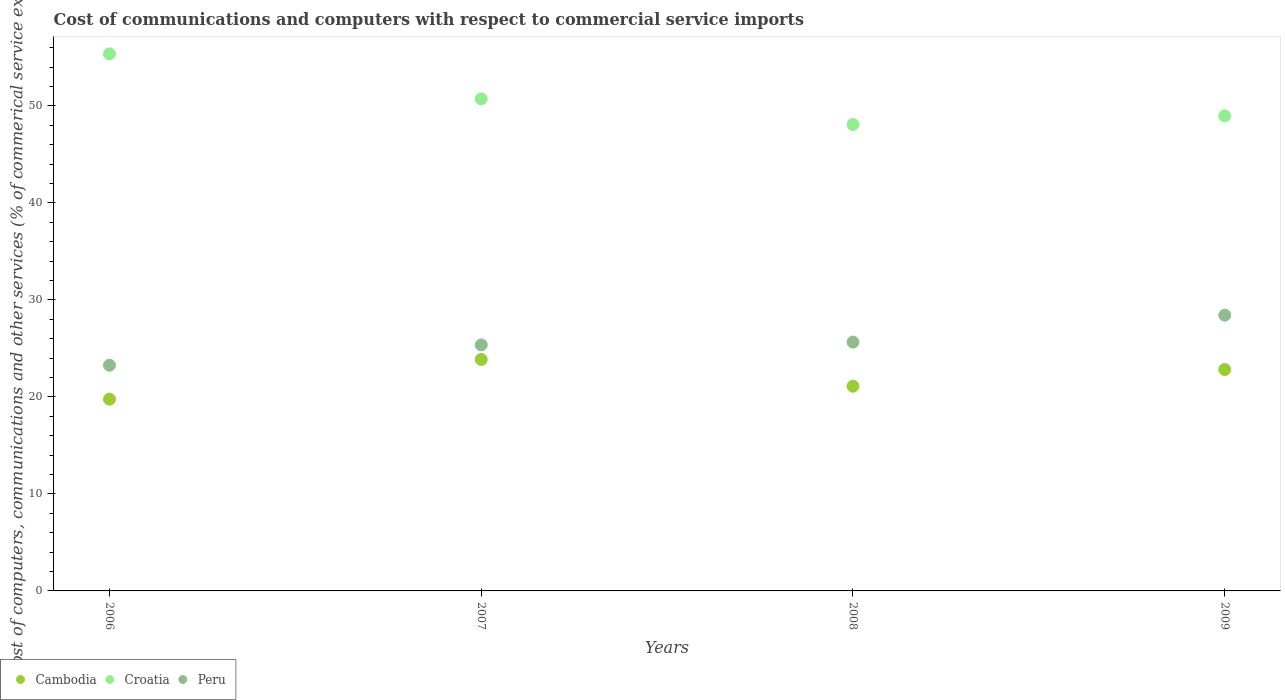 Cost of communications and computers with respect to commercial service imports
ost of computers, communications and other services (% of commerical service ex
50
40
30
20
10
0
2006
2007
2008
2009
Years
Cambodia
Croatia
Peru